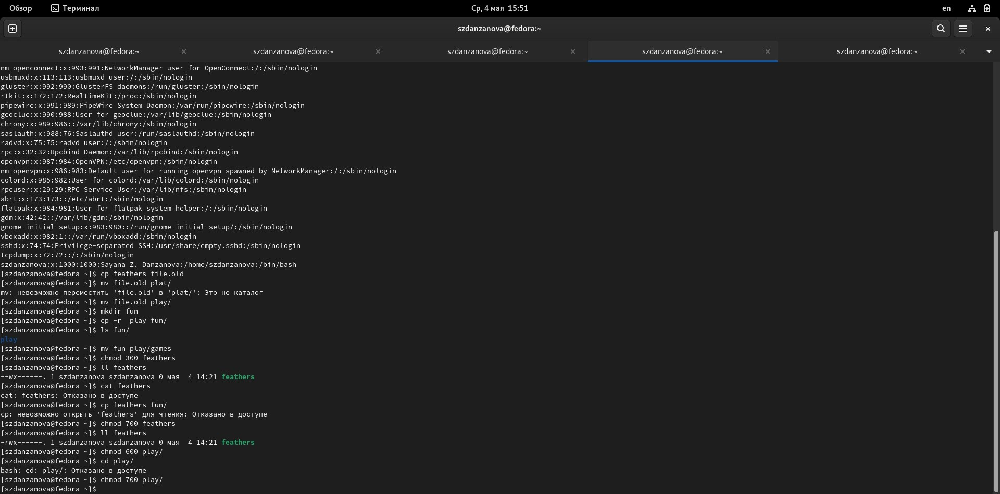 Обзор
Терминал
Ср, 4 мая 15:51
en
szdanzanova@fedora:~
szdanzanova@fedora:~
szdanzanova@fedora:~
szdanzanova@fedora:~
szdanzanova@fedora:~
szdanzanova@fedora:~
nm-openconnect:x:993:991:NetworkManager user for OpenConnect:/:/sbin/nologin
usbmuxd:x:113:113:usbmuxd user:/:/sbin/nologin
gluster:x:992:990:GlusterFS daemons:/run/gluster:/sbin/nologin
rtkit:x:172:172:RealtimeKit:/proc:/sbin/nologin
pipewire:x:991:989:PipeWire System Daemon:/var/run/pipewire:/sbin/nologin
geoclue:x:990:988:User for geoclue:/var/lib/geoclue:/sbin/nologin
chrony:x:989:986::/var/lib/chrony:/sbin/nologin
saslauth:x:988:76:Saslauthd user:/run/saslauthd:/sbin/nologin
radvd:x:75:75:radvd user:/:/sbin/nologin
rpc:x:32:32:Rpcbind Daemon:/var/lib/rpcbind:/sbin/nologin
openvpn:x:987:984:OpenVPN:/etc/openvpn:/sbin/nologin
nm-openvpn:x:986:983:Default user for running openvpn spawned by NetworkManager:/:/sbin/nologin
colord:x:985:982:User for colord:/var/lib/colord:/sbin/nologin
rpcuser:x:29:29:RPC Service User:/var/lib/nfs:/sbin/nologin
abrt:x:173:173::/etc/abrt:/sbin/nologin
flatpak:x:984:981:User for flatpak system helper:/:/sbin/nologin
gdm:x:42:42::/var/lib/gdm:/sbin/nologin
gnome-initial-setup:x:983:980::/run/gnome-initial-setup/:/sbin/nologin
vboxadd:x:982:1::/var/run/vboxadd:/sbin/nologin
sshd:x:74:74:Privilege-separated SSH:/usr/share/empty.sshd:/sbin/nologin
tcpdump:x:72:72::/:/sbin/nologin
szdanzanova:x:1000:1000:Sayana Z. Danzanova:/home/szdanzanova:/bin/bash
[szdanzanova@fedora ~]$ cp feathers file.old
[szdanzanova@fedora ~]$ mv file.old plat/
mv: невозможно переместить 'file.old' в 'plat/': Это не каталог
[szdanzanova@fedora ~]$ mv file.old play/
[szdanzanova@fedora ~]$ mkdir fun
[szdanzanova@fedora ~]$ cp -r  play fun/
[szdanzanova@fedora ~]$ ls fun/
play
[szdanzanova@fedora ~]$ mv fun play/games
[szdanzanova@fedora ~]$ chmod 300 feathers
[szdanzanova@fedora ~]$ ll feathers
--wx------. 1 szdanzanova szdanzanova 0 мая  4 14:21 feathers
[szdanzanova@fedora ~]$ cat feathers
cat: feathers: Отказано в доступе
[szdanzanova@fedora ~]$ cp feathers fun/
cp: невозможно открыть 'feathers' для чтения: Отказано в доступе
[szdanzanova@fedora ~]$ chmod 700 feathers
[szdanzanova@fedora ~]$ ll feathers
-rwx------. 1 szdanzanova szdanzanova 0 мая  4 14:21 feathers
[szdanzanova@fedora ~]$ chmod 600 play/
[szdanzanova@fedora ~]$ cd play/
bash: cd: play/: Отказано в доступе
[szdanzanova@fedora ~]$ chmod 700 play/
[szdanzanova@fedora ~]$